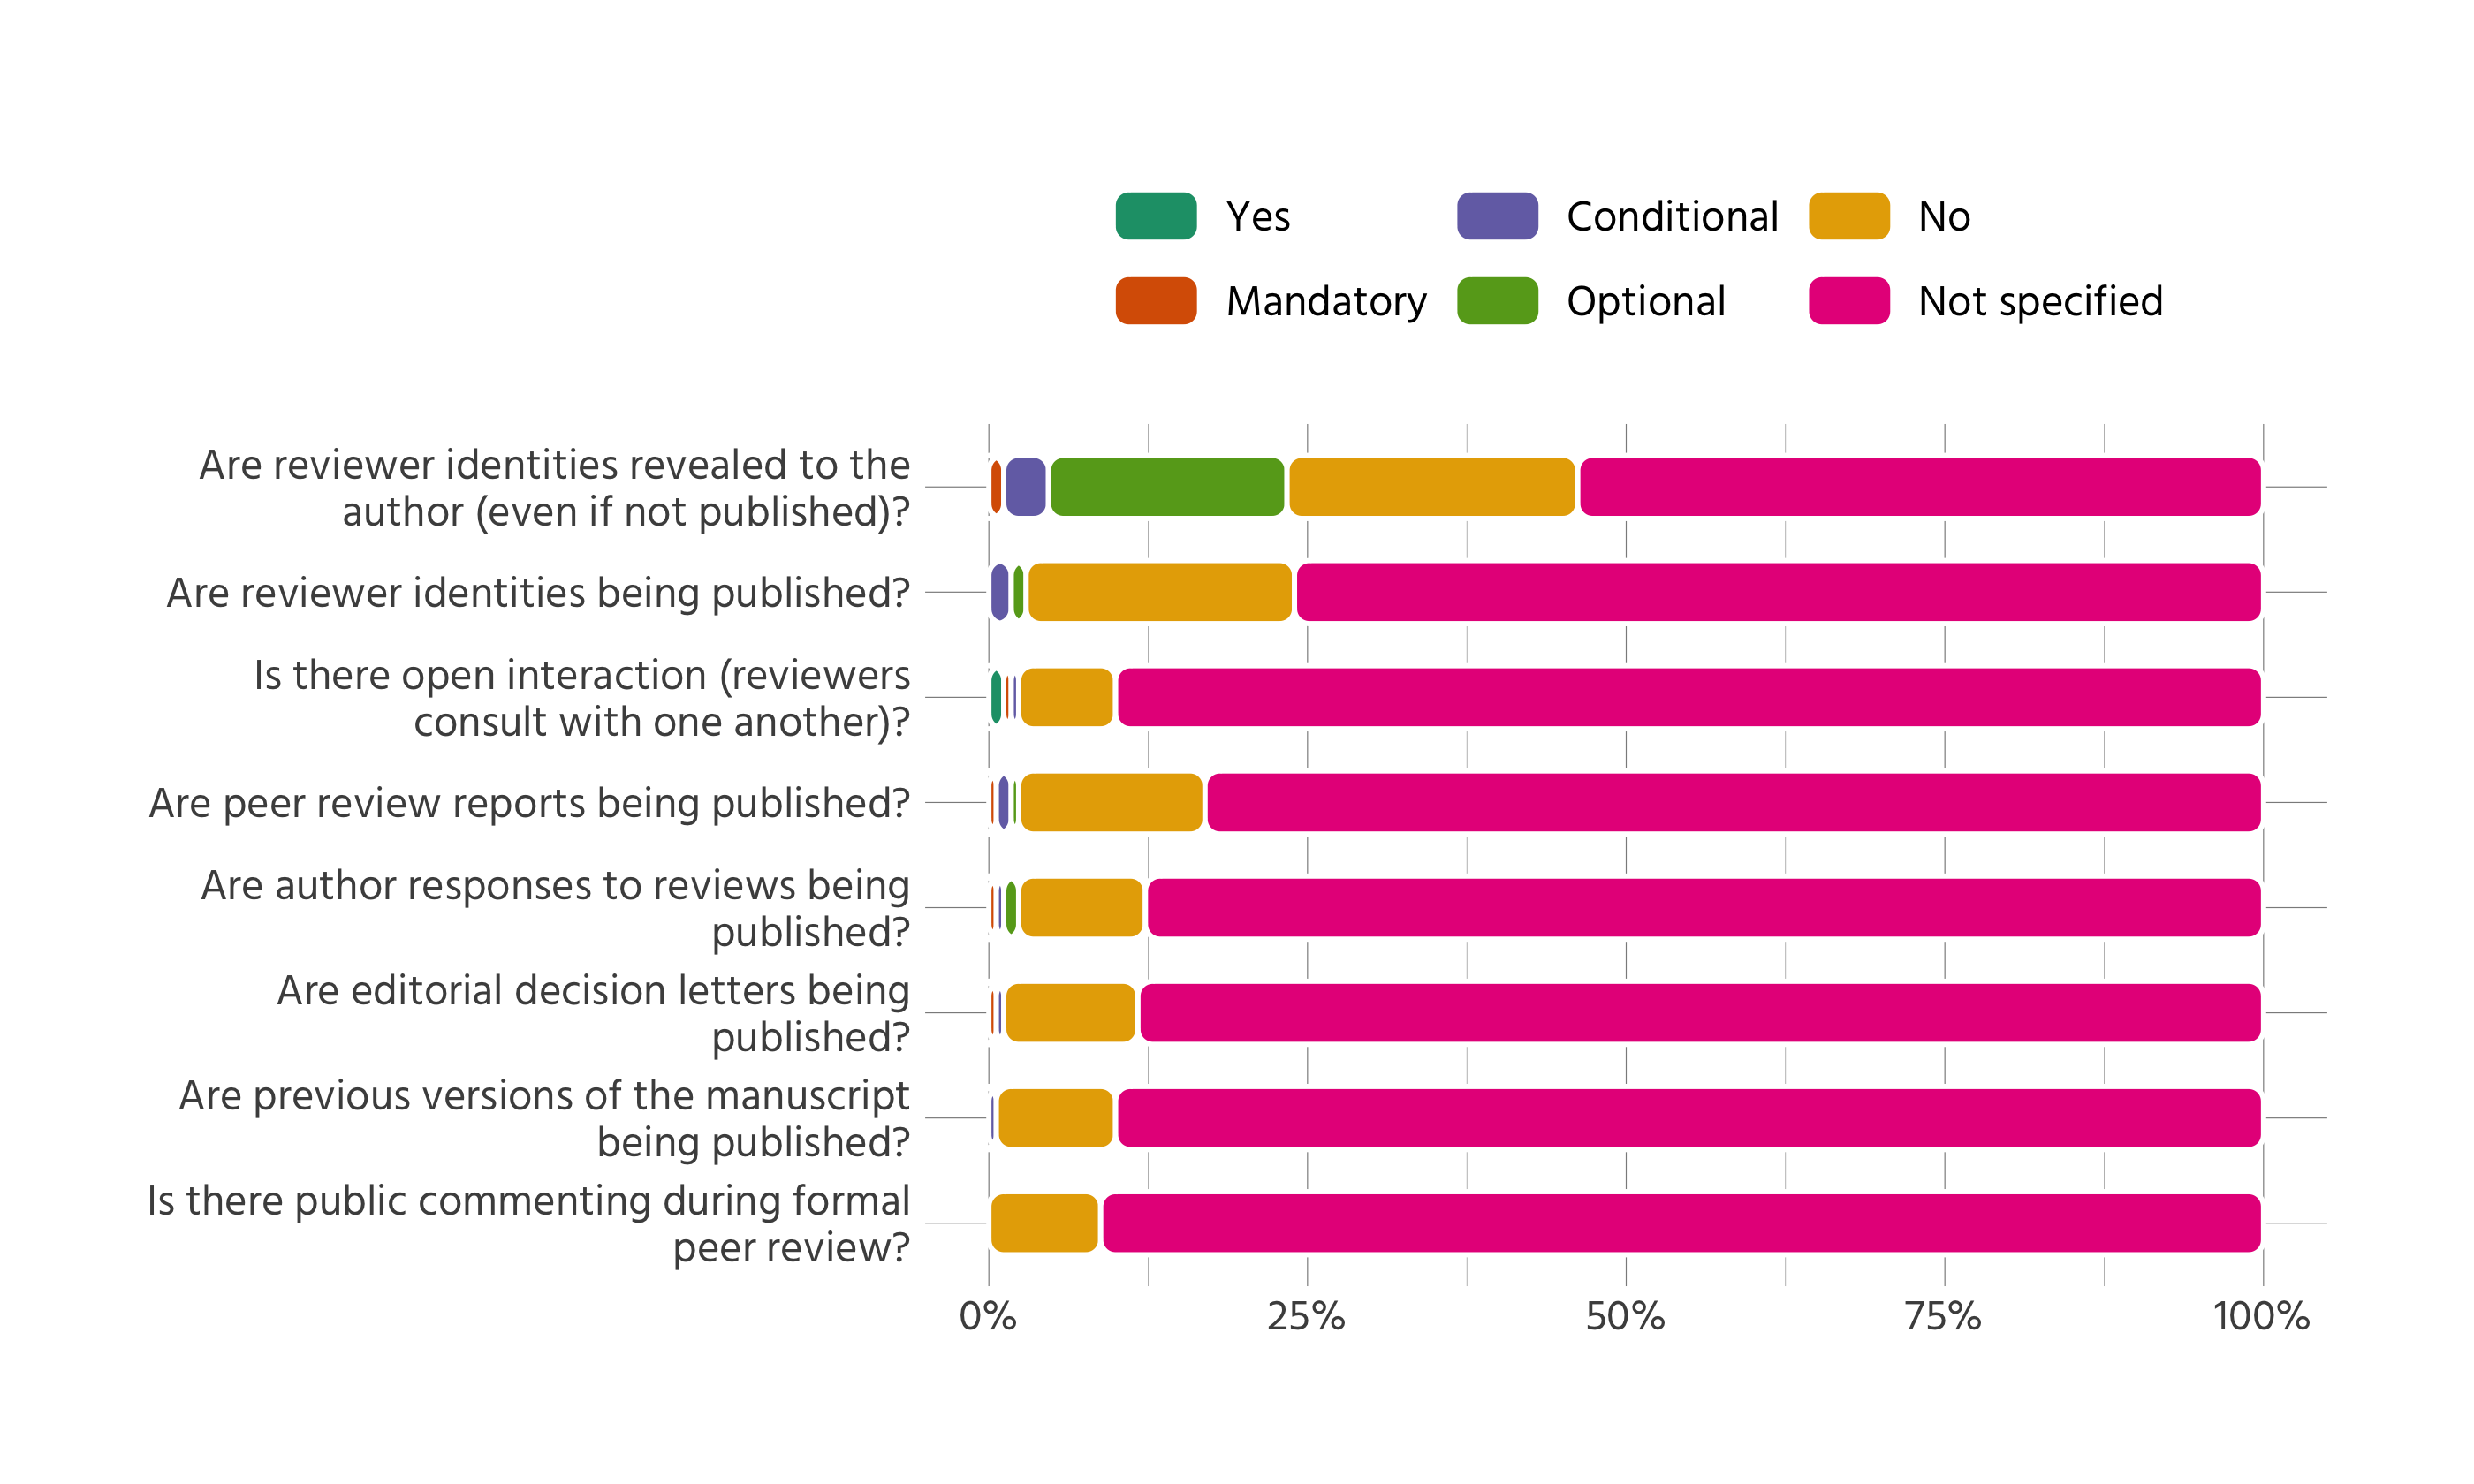 Yes
Conditional
No
Mandatory
Optional
Not specified
Are reviewer identities revealed to the
author (even if not published)?
Are reviewer identities being published?
Is there open interaction (reviewers
consult with one another)?
Are peer review reports being published?
Are author responses to reviews being
published?
Are editorial decision letters being
published?
Are previous versions of the manuscript
being published?
Is there public commenting during formal
peer review?
0%
25%
50%
75%
100%